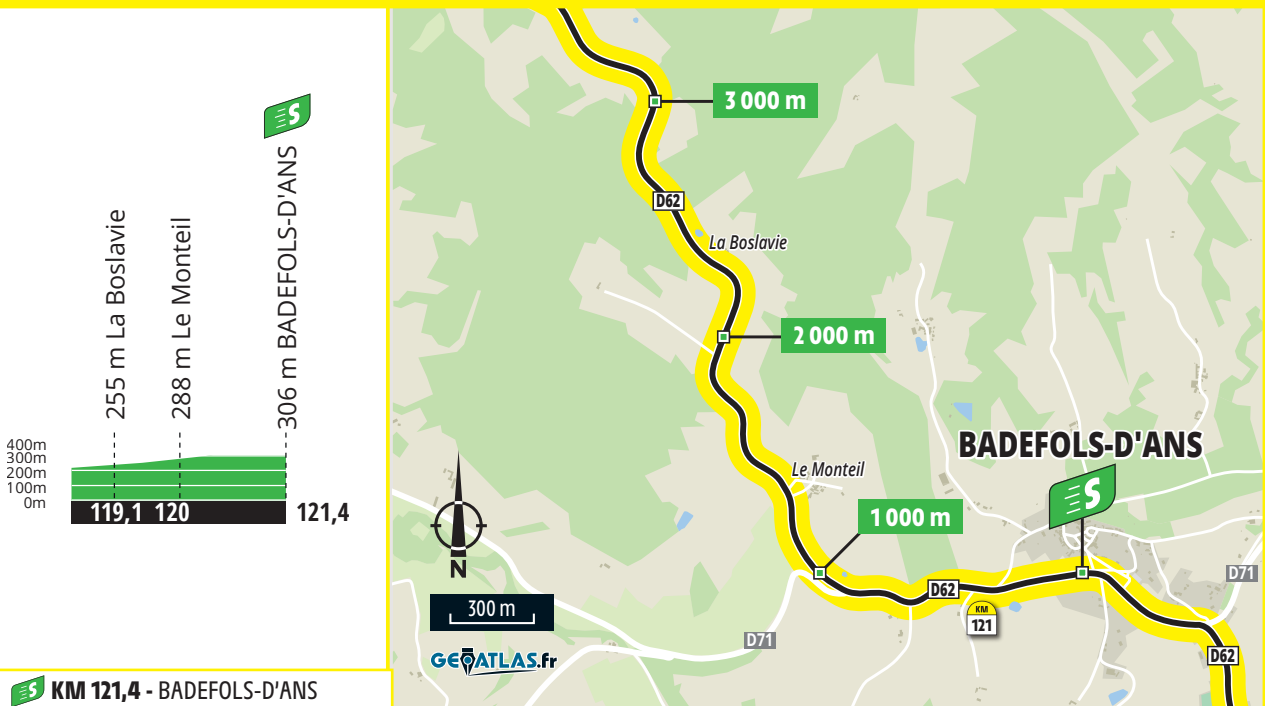 3 000 m
D62
La Boslavie
2 000 m
255 m La Boslavie
288 m Le Monteil
306 m BADEFOLS-D'ANS
S
400m
300m
200m
100m
0m
119,1 120 121,4
BADEFOLS-D'ANS
Le Monteil
S
1 000 m
N
D62
D71
KM
121
300 m
D71
D62
GEOATLAS.fr
S KM 121,4 - BADEFOLS-D'ANS